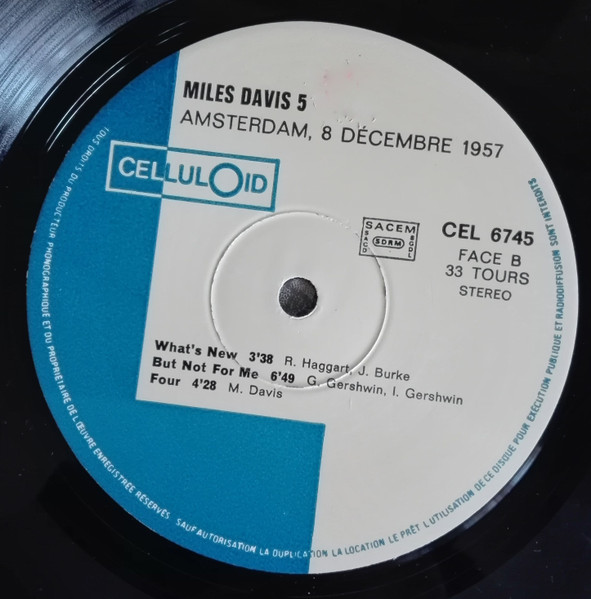 MILES DAVIS 5
AMSTERDAM, 8 DÉCEMBRE 1957
CELLULOID
SACEM
SACD
SDRM
SGDL
CEL 6745
FACE B
33 TOURS
STEREO
What's New 3'38 R. Haggart, J. Burke
But Not For Me 6'49 G. Gershwin, I. Gershwin
Four 4'28 M. Davis
TOUS DROITS DU PRODUCTEUR PHONOGRAPHIQUE ET DU PROPRIÉTAIRE DE L'ŒUVRE ENREGISTRÉE RÉSERVÉS. SAUF AUTORISATION LA DUPLICATION LA LOCATION LE PRÊT L'UTILISATION DE CE DISQUE POUR EXÉCUTION PUBLIQUE ET RADIODIFFUSION SONT INTERDITS